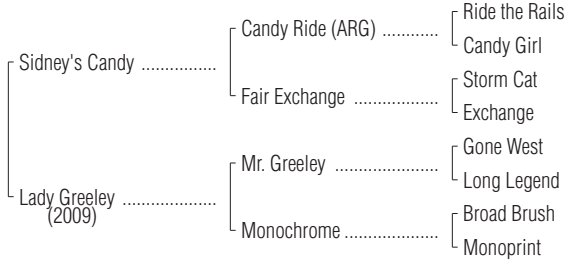 Ride the Rails
Candy Ride (ARG) ............
Candy Girl
Sidney's Candy ................
Storm Cat
Fair Exchange ..................
Exchange
Gone West
Mr. Greeley ......................
Long Legend
Lady Greeley ....................
(2009)
Broad Brush
Monochrome ....................
Monoprint